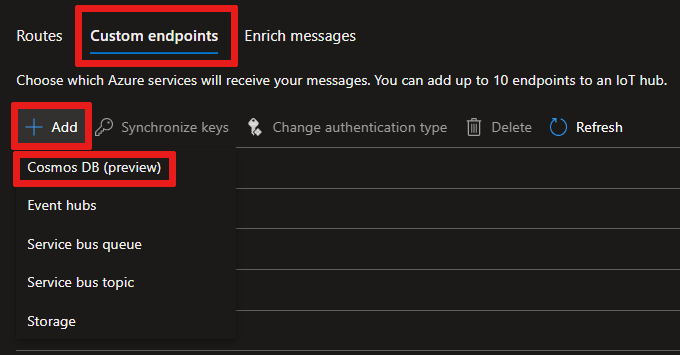 Routes Custom endpoints Enrich messages
Choose which Azure services will receive your messages. You can add up to 10 endpoints to an IoT hub.
Add Synchronize keys Change authentication type Delete Refresh
Cosmos DB (preview)
Event hubs
Service bus queue
Service bus topic
Storage